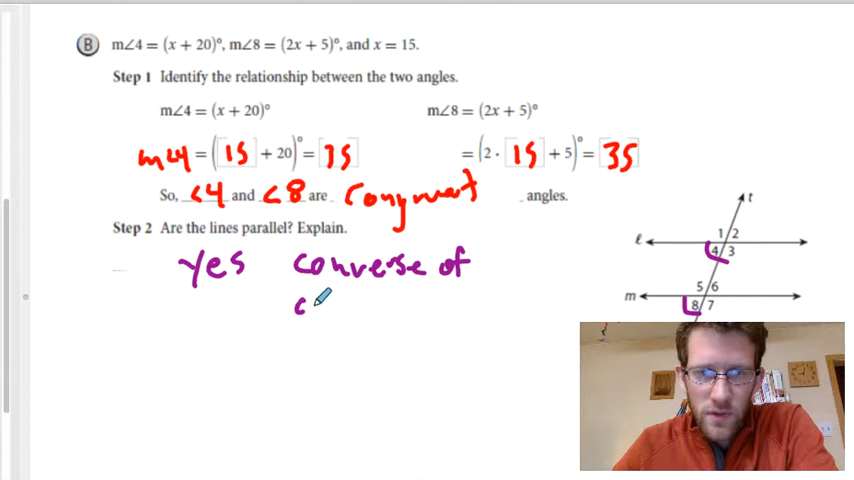 B m∠4 = (x + 20)°, m∠8 = (2x + 5)°, and x = 15.
Step 1 Identify the relationship between the two angles.
m∠4 = (x + 20)° m∠8 = (2x + 5)°
m∠4 = (15 + 20)° = 35 = (2 · 15 + 5)° = 35
So, <4 and <8 are congruent angles.
Step 2 Are the lines parallel? Explain.
yes converse of
c
t
1 2
ℓ
4 3
5 6
m
8 7